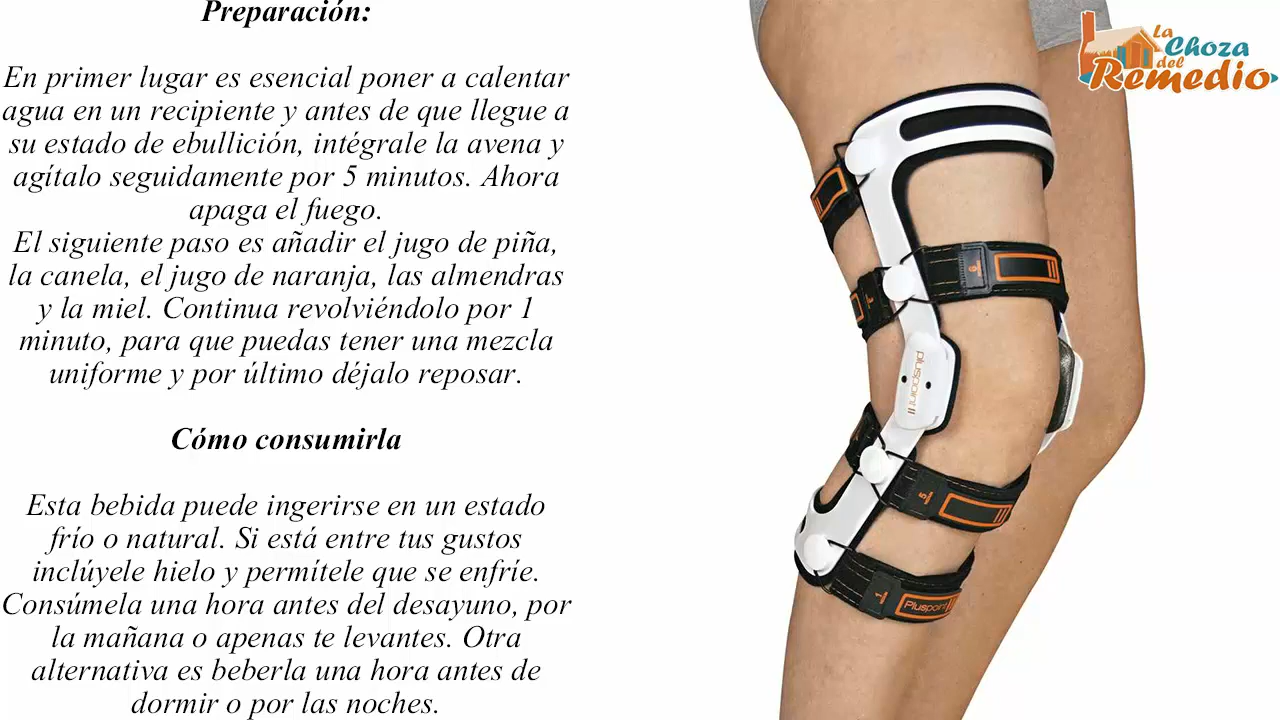 Preparación:
En primer lugar es esencial poner a calentar
agua en un recipiente y antes de que llegue a
su estado de ebullición, intégrale la avena y
agítalo seguidamente por 5 minutos. Ahora
apaga el fuego.
El siguiente paso es añadir el jugo de piña,
la canela, el jugo de naranja, las almendras
y la miel. Continua revolviéndolo por 1
minuto, para que puedas tener una mezcla
uniforme y por último déjalo reposar.
Cómo consumirla
Esta bebida puede ingerirse en un estado
frío o natural. Si está entre tus gustos
inclúyele hielo y permítele que se enfríe.
Consúmela una hora antes del desayuno, por
la mañana o apenas te levantes. Otra
alternativa es beberla una hora antes de
dormir o por las noches.
La
Choza
del
Remedio
pluspoint
6
5
1
Pluspoint